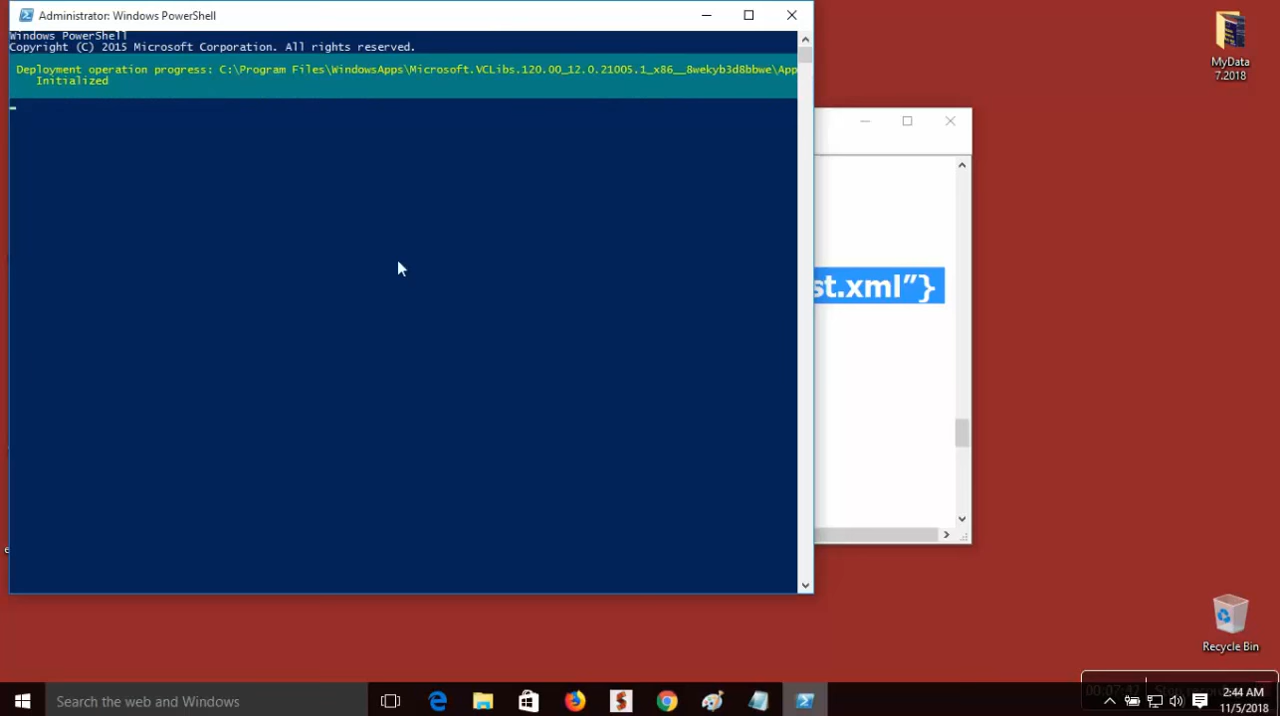 Administrator: Windows PowerShell
Windows PowerShell
Copyright (C) 2015 Microsoft Corporation. All rights reserved.
Deployment operation progress: C:\Program Files\WindowsApps\Microsoft.VCLibs.120.00_12.0.21005.1_x86__8wekyb3d8bbwe\App
Initialized
st.xml”}
MyData
7.2018
e
Recycle Bin
Search the web and Windows
2:44 AM
11/5/2018